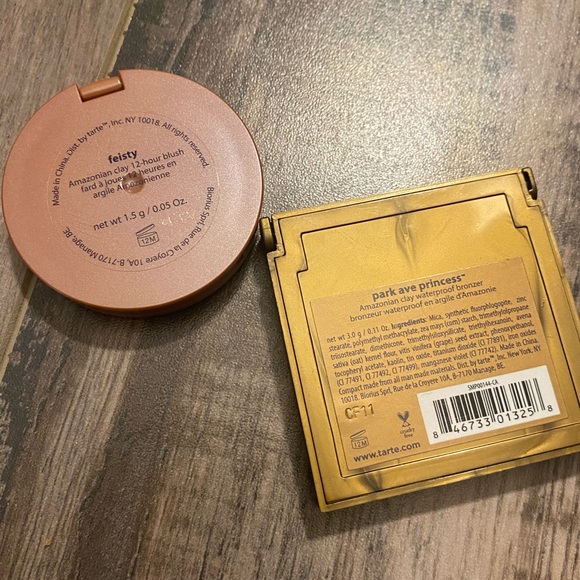 Made in China. Dist. by tarte™, Inc. NY 10018. All rights reserved.
Biorius Sprl, Rue de la Croyere 10A, B-7170 Manage, BE.
feisty
Amazonian clay 12-hour blush
fard à joues 12 heures en
argile Amazonienne
net wt 1.5 g / 0.05 Oz.
12M
park ave princess™
Amazonian clay waterproof bronzer
bronzeur waterproof en argile d'Amazonie
net wt 3.0 g / 0.11 Oz. Ingredients: Mica, synthetic fluorphlogopite, zinc
stearate, polymethyl methacrylate, zea mays (corn) starch, trimethylolpropane
triisostearate, dimethicone, trimethylsiloxysilicate, triethylhexanoin, avena
sativa (oat) kernel flour, vitis vinifera (grape) seed extract, phenoxyethanol,
tocopheryl acetate, kaolin, tin oxide, titanium dioxide (CI 77891), iron oxides
(CI 77491, CI 77492, CI 77499), manganese violet (CI 77742). Made in China.
Compact made from all man made materials. Dist. by tarte™, Inc. New York, NY
10018. Biorius Sprl, Rue de la Croyere 10A, B-7170 Manage, BE.
CF11
SMP00144-CA
8 46733 01325 8
cruelty
free
12M
www.tarte.com